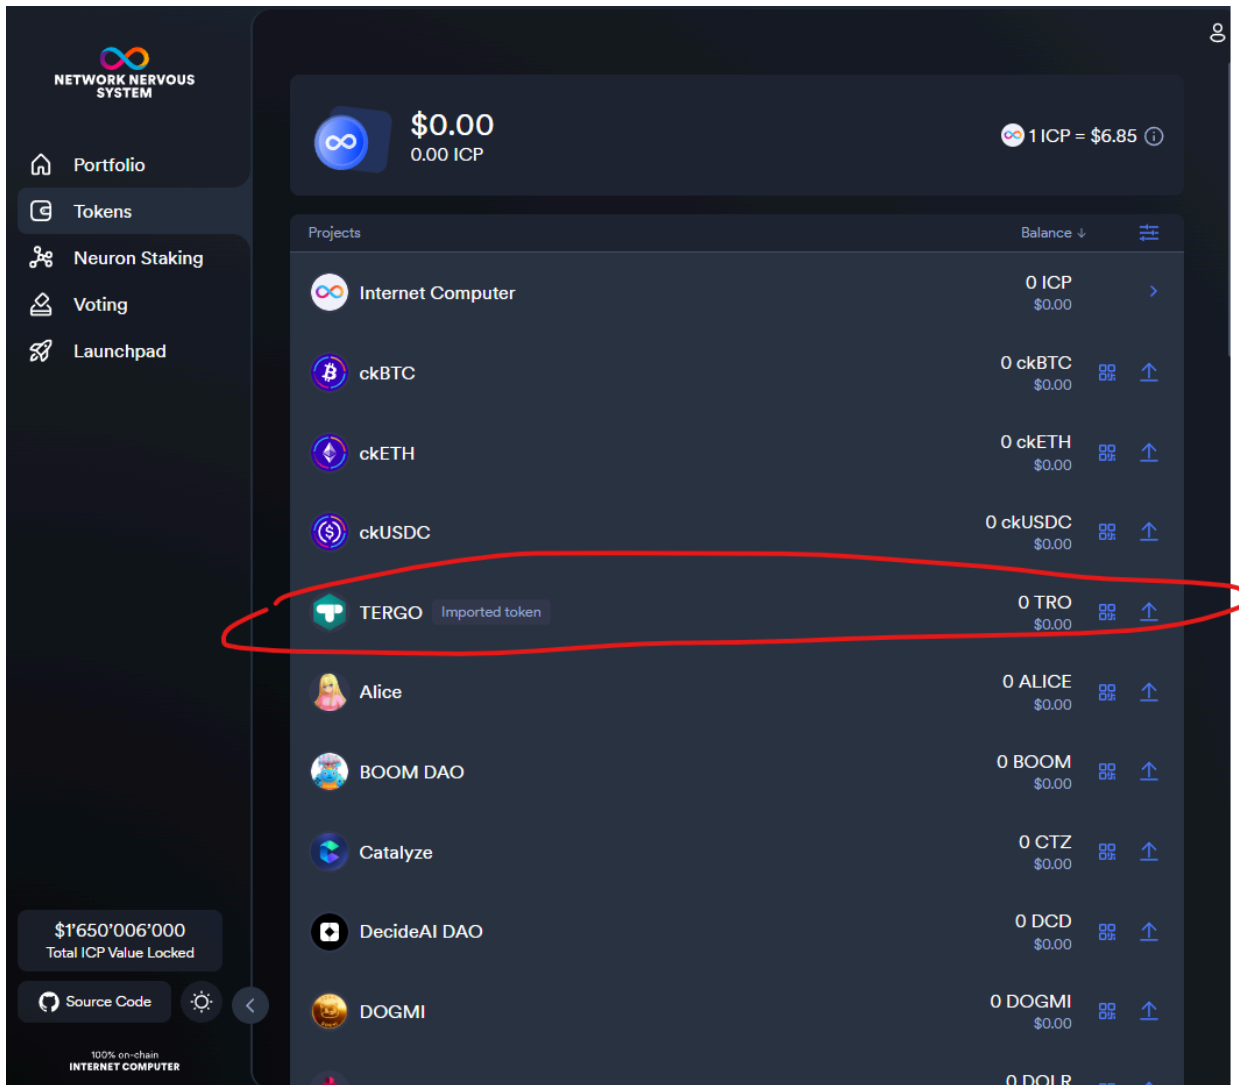 NETWORK NERVOUS
SYSTEM
Portfolio
Tokens
Neuron Staking
Voting
Launchpad
$0.00
0.00 ICP
1 ICP = $6.85
Projects
Balance
Internet Computer
0 ICP
$0.00
ckBTC
0 ckBTC
$0.00
ckETH
0 ckETH
$0.00
ckUSDC
0 ckUSDC
$0.00
TERGO
Imported token
0 TRO
$0.00
Alice
0 ALICE
$0.00
BOOM DAO
0 BOOM
$0.00
Catalyze
0 CTZ
$0.00
DecideAI DAO
0 DCD
$0.00
DOGMI
0 DOGMI
$0.00
0 DOLR
$1'650'006'000
Total ICP Value Locked
Source Code
100% on-chain
INTERNET COMPUTER